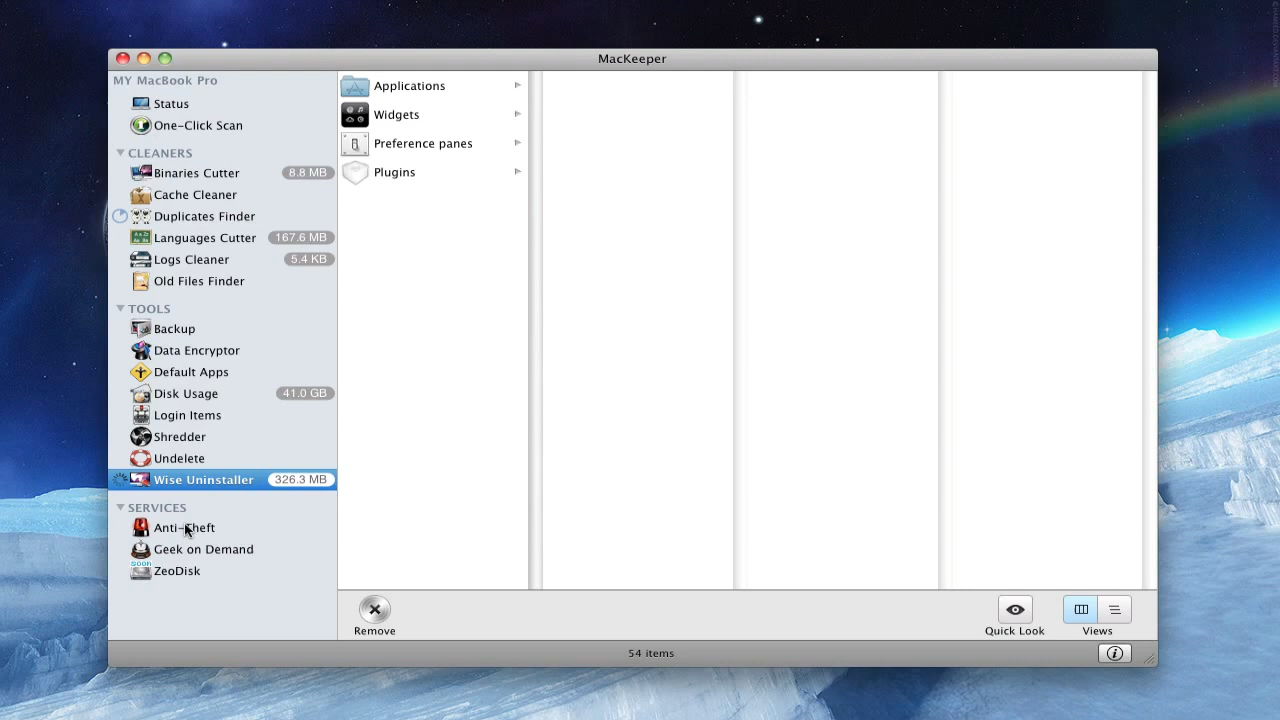 MacKeeper
MY MacBook Pro
Status
One-Click Scan
CLEANERS
Binaries Cutter 8.8 MB
Cache Cleaner
Duplicates Finder
Languages Cutter 167.6 MB
Logs Cleaner 5.4 KB
Old Files Finder
TOOLS
Backup
Data Encryptor
Default Apps
Disk Usage 41.0 GB
Login Items
Shredder
Undelete
Wise Uninstaller 326.3 MB
SERVICES
Anti-Theft
Geek on Demand
soon
ZeoDisk
Applications
Widgets
Preference panes
Plugins
Remove
Quick Look
Views
54 items